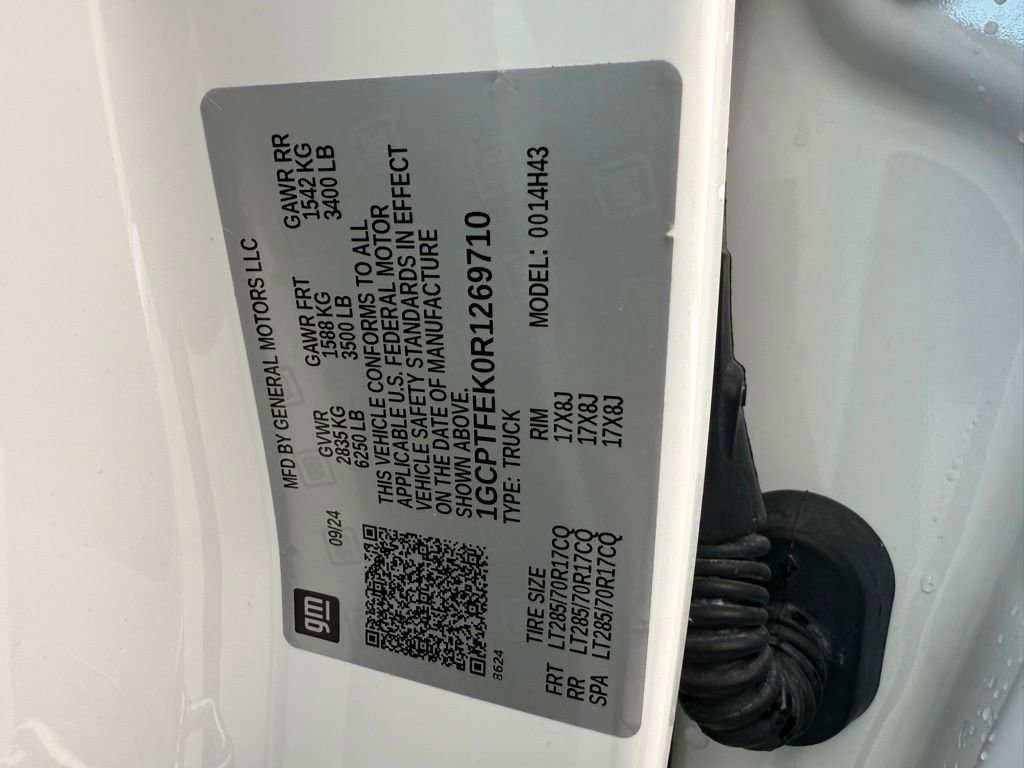 gm
09/24
MFD BY GENERAL MOTORS LLC
GVWR GAWR FRT GAWR RR
2835 KG 1588 KG 1542 KG
6250 LB 3500 LB 3400 LB
THIS VEHICLE CONFORMS TO ALL
APPLICABLE U.S. FEDERAL MOTOR
VEHICLE SAFETY STANDARDS IN EFFECT
ON THE DATE OF MANUFACTURE
SHOWN ABOVE.
1GCPTFEK0R1269710
8624
TYPE: TRUCK
TIRE SIZE RIM MODEL: 0014H43
FRT LT285/70R17CQ 17X8J
RR LT285/70R17CQ 17X8J
SPA LT285/70R17CQ 17X8J